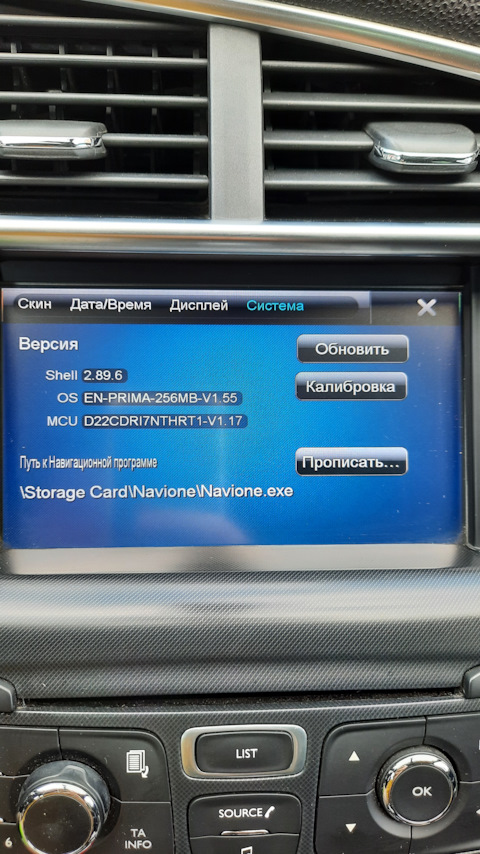 Скин Дата/Время Дисплей Система
Версия Обновить
Shell 2.89.6 Калибровка
OS EN-PRIMA-256MB-V1.55
MCU D22CDRI7NTHRT1-V1.17
Путь к Навигационной программе Прописать...
\Storage Card\Navione\Navione.exe
LIST
OK
SOURCE
6
TA
INFO